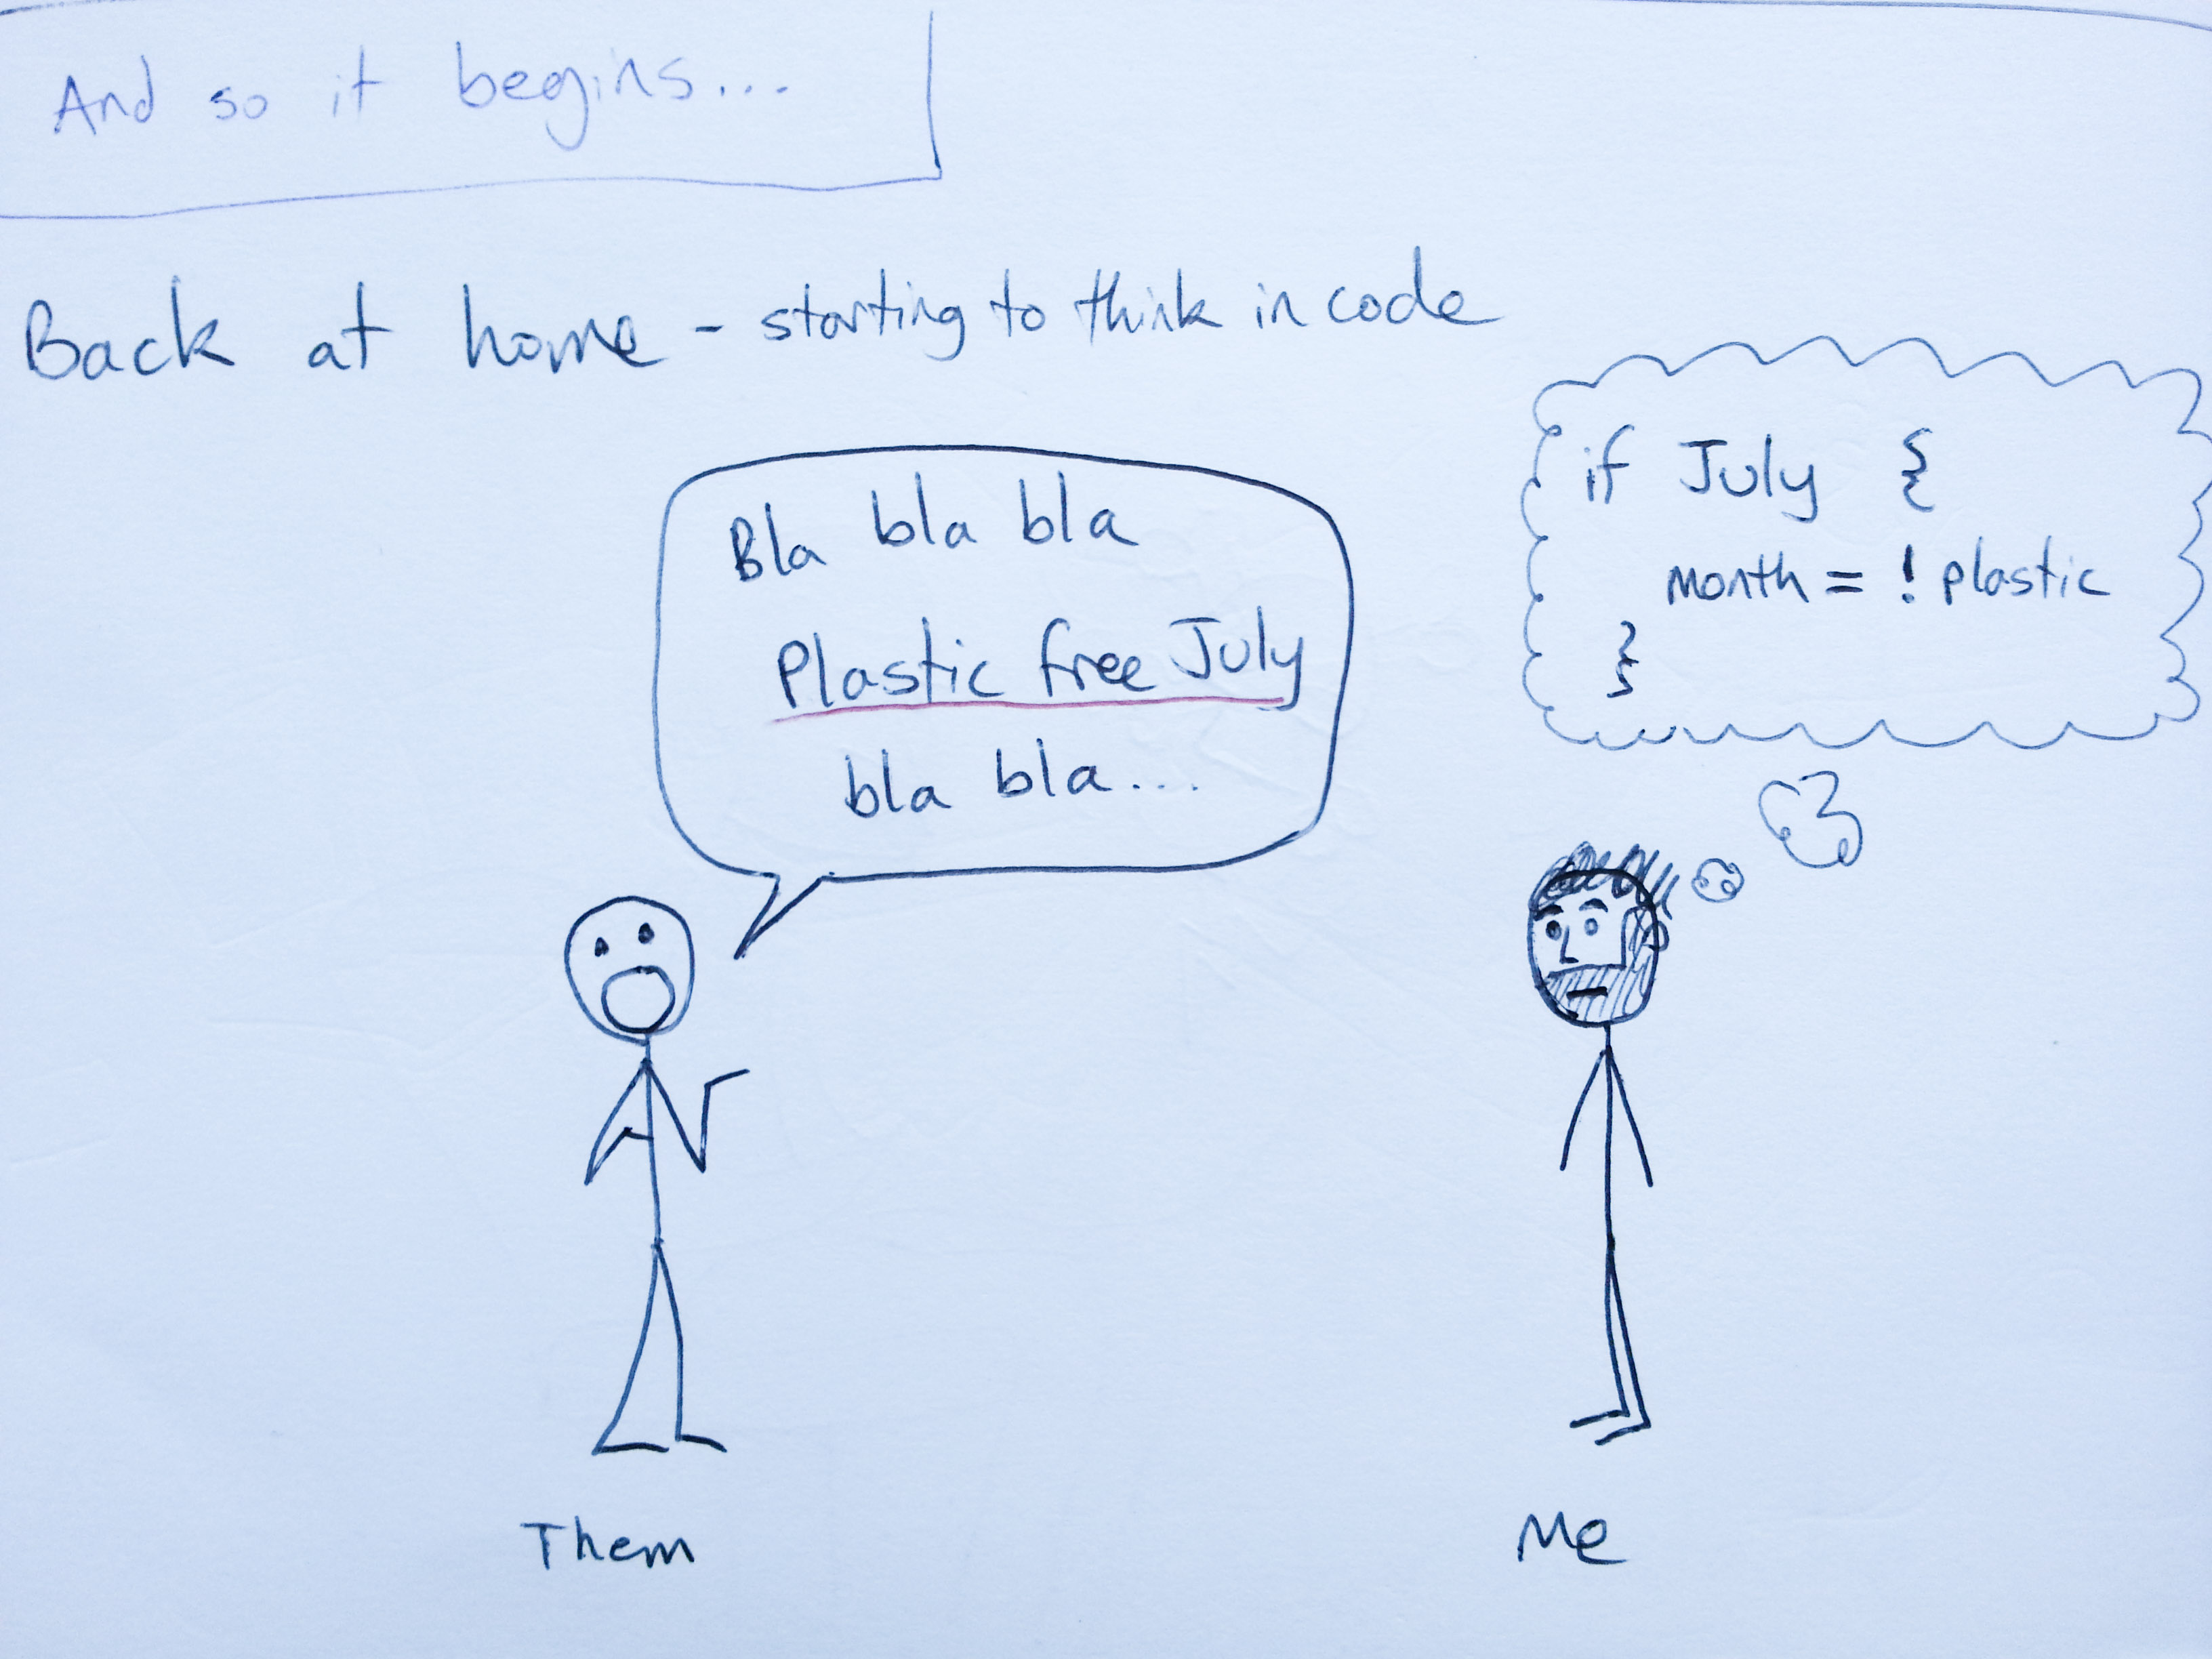 And so it begins...
Back at home - starting to think in code
Bla bla bla
Plastic free July
bla bla...
if July {
month = ! plastic
}
Them
Me